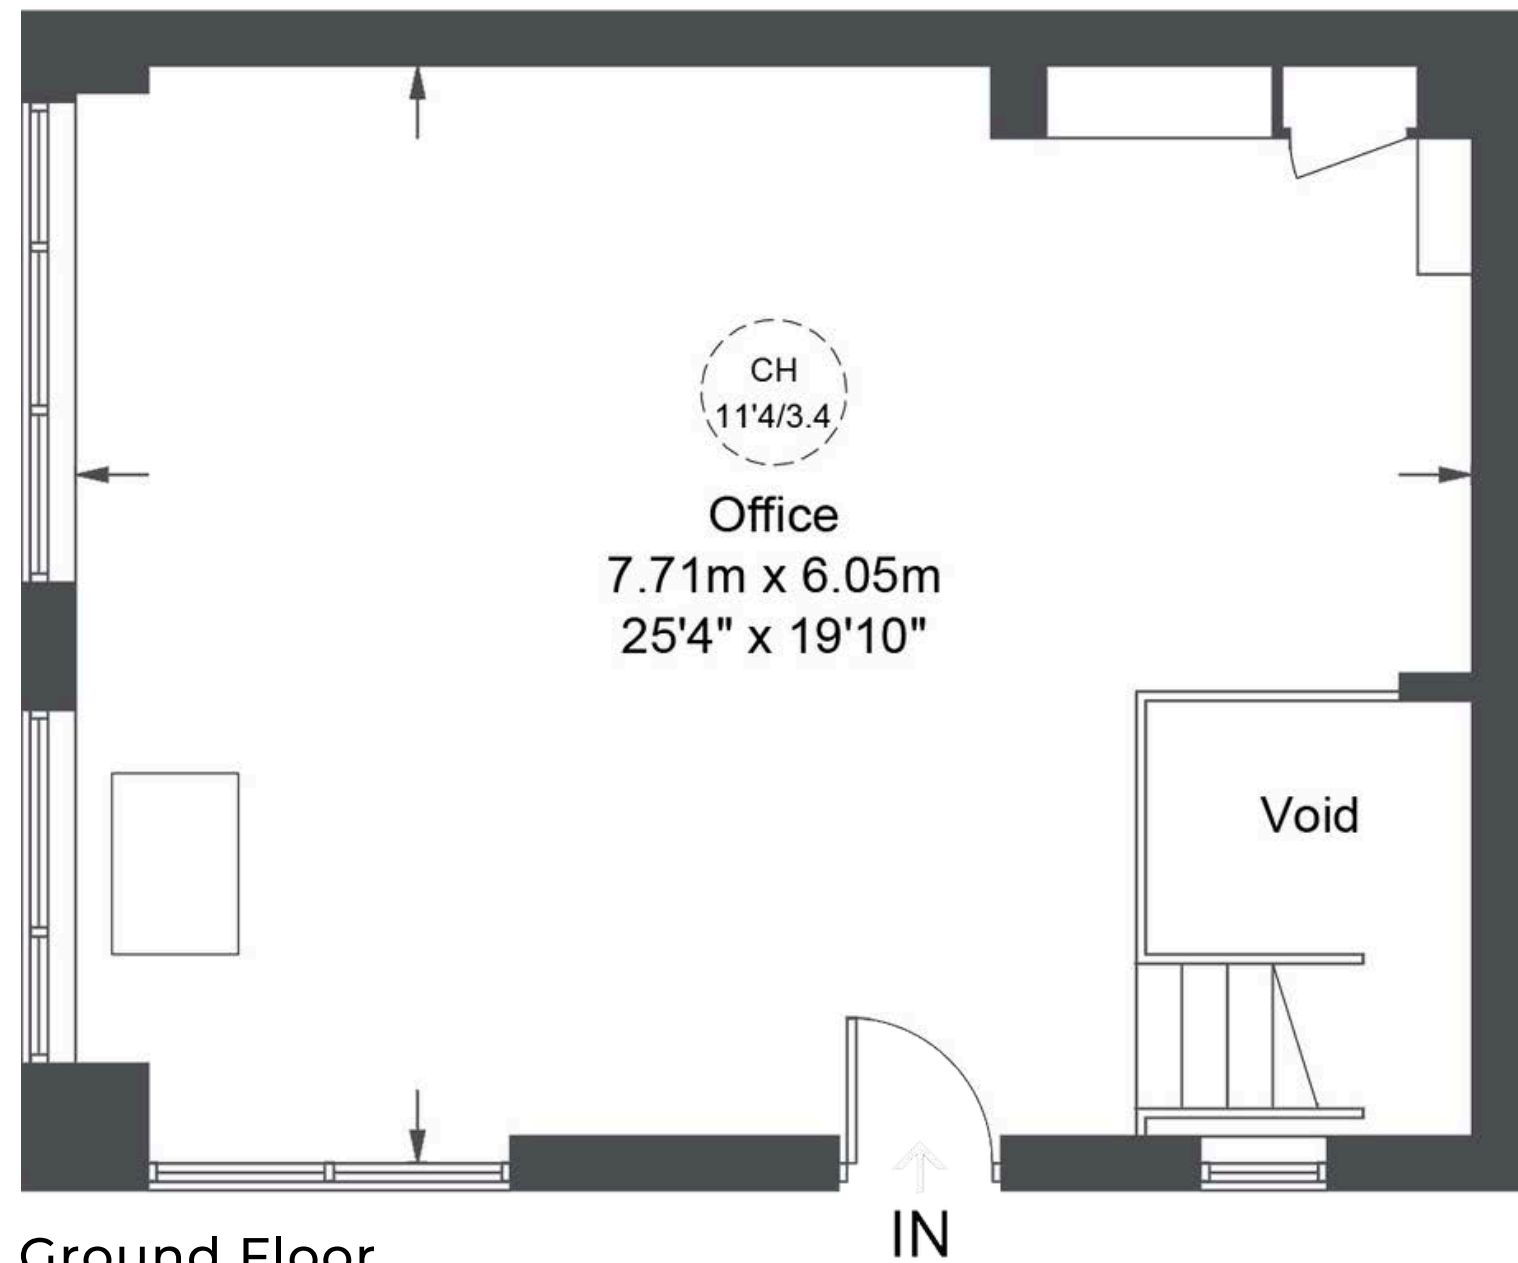 CH
11'4/3.4
Office
7.71m x 6.05m
25'4" x 19'10"
Void
IN
Ground Floor